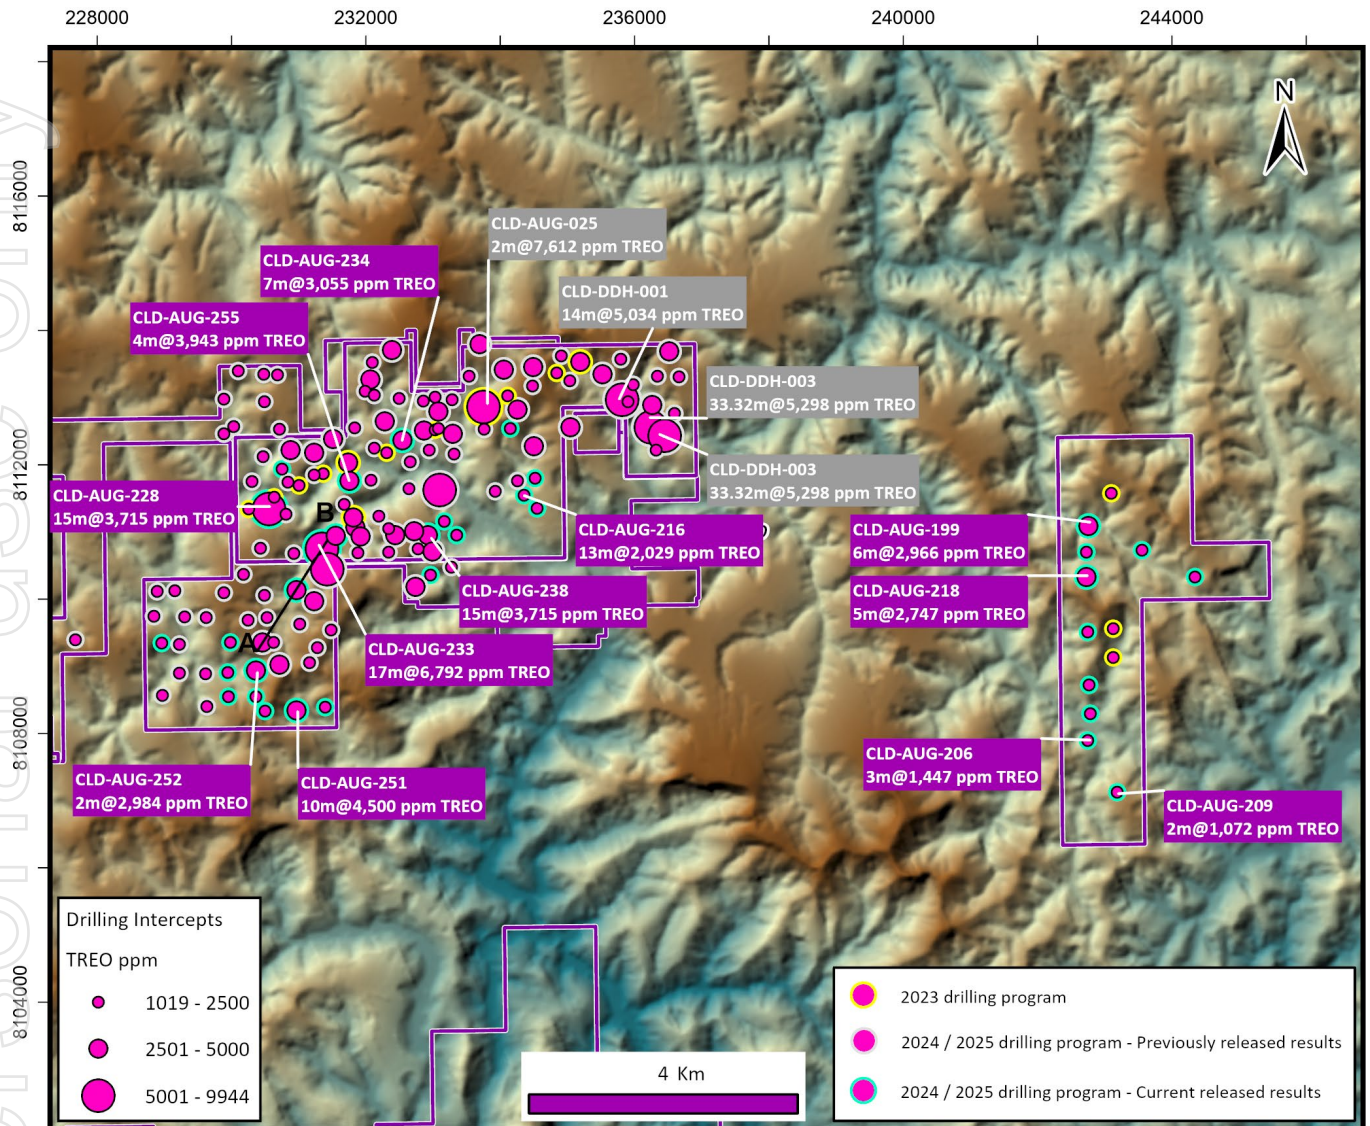 228000
232000
236000
240000
244000
8116000
8112000
8108000
8104000
N
CLD-AUG-025
2m@7,612 ppm TREO
CLD-AUG-234
7m@3,055 ppm TREO
CLD-DDH-001
14m@5,034 ppm TREO
CLD-AUG-255
4m@3,943 ppm TREO
CLD-DDH-003
33.32m@5,298 ppm TREO
CLD-DDH-003
33.32m@5,298 ppm TREO
CLD-AUG-228
15m@3,715 ppm TREO
B
CLD-AUG-216
13m@2,029 ppm TREO
CLD-AUG-199
6m@2,966 ppm TREO
CLD-AUG-218
5m@2,747 ppm TREO
CLD-AUG-238
15m@3,715 ppm TREO
A
CLD-AUG-233
17m@6,792 ppm TREO
CLD-AUG-206
3m@1,447 ppm TREO
CLD-AUG-252
2m@2,984 ppm TREO
CLD-AUG-251
10m@4,500 ppm TREO
CLD-AUG-209
2m@1,072 ppm TREO
Drilling Intercepts
TREO ppm
1019 - 2500
2501 - 5000
5001 - 9944
4 Km
2023 drilling program
2024 / 2025 drilling program - Previously released results
2024 / 2025 drilling program - Current released results